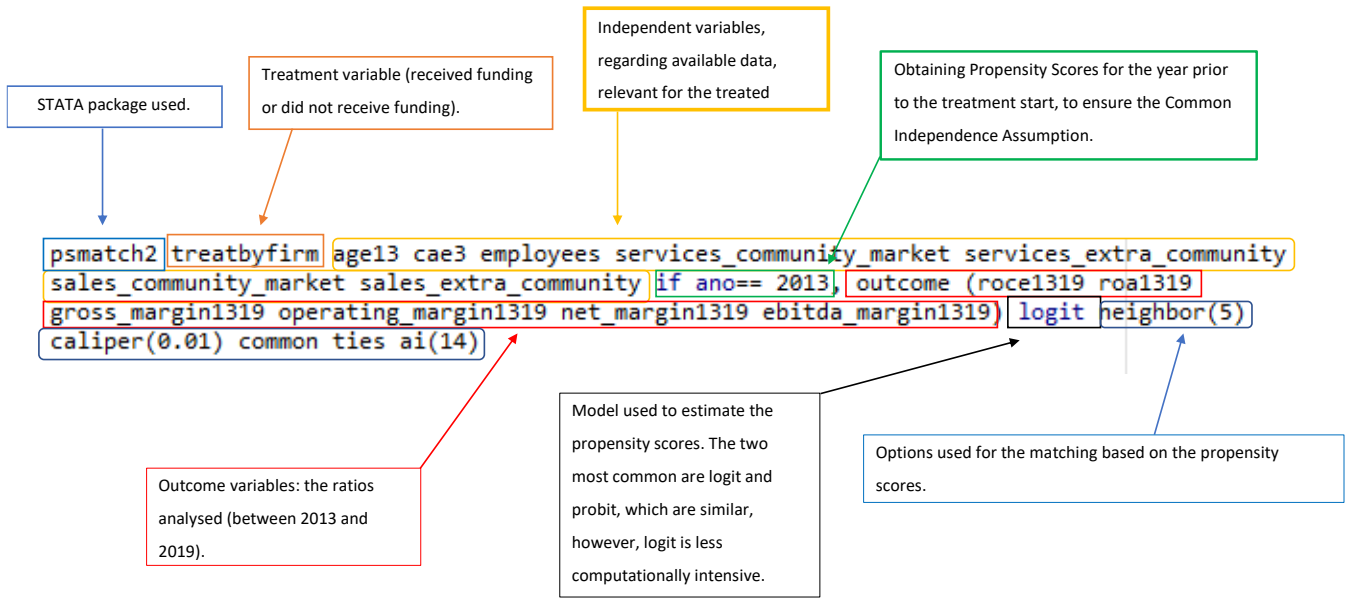 Independent variables,
regarding available data,
relevant for the treated
Treatment variable (received funding
or did not receive funding).
STATA package used.
Obtaining Propensity Scores for the year prior
to the treatment start, to ensure the Common
Independence Assumption.
psmatch2 treatbyfirm age13 cae3 employees services_community_market services_extra_community
sales_community_market sales_extra_community if ano== 2013, outcome (roce1319 roa1319
gross_margin1319 operating_margin1319 net_margin1319 ebitda_margin1319) logit neighbor(5)
caliper(0.01) common ties ai(14)
Model used to estimate the
propensity scores. The two
most common are logit and
probit, which are similar,
however, logit is less
computationally intensive.
Options used for the matching based on the propensity
scores.
Outcome variables: the ratios
analysed (between 2013 and
2019).